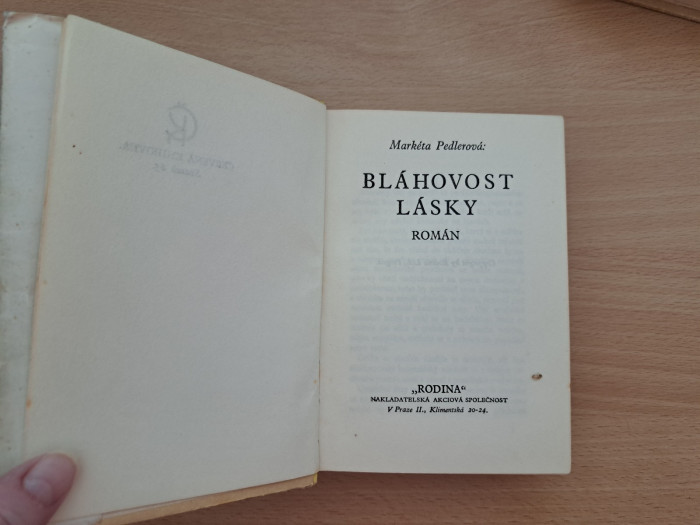 Markéta Pedlerová:
BLÁHOVOST
LÁSKY
ROMÁN
„RODINA“
NAKLADATELSKÁ AKCIOVÁ SPOLEČNOST
V Praze II., Klimentská 20-24.